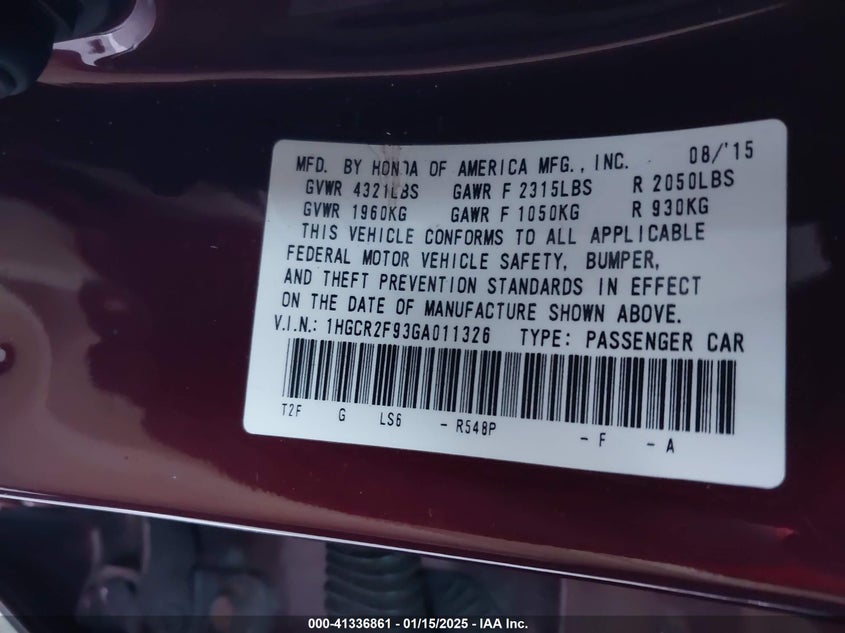 MFD. BY HONDA OF AMERICA MFG., INC. 08/'15
GVWR 4321LBS GAWR F 2315LBS R 2050LBS
GVWR 1960KG GAWR F 1050KG R 930KG
THIS VEHICLE CONFORMS TO ALL APPLICABLE
FEDERAL MOTOR VEHICLE SAFETY, BUMPER,
AND THEFT PREVENTION STANDARDS IN EFFECT
ON THE DATE OF MANUFACTURE SHOWN ABOVE.
V.I.N.: 1HGCR2F93GA011326 TYPE: PASSENGER CAR
T2F G LS6 - R548P - F - A
000-41336861 - 01/15/2025 - IAA Inc.